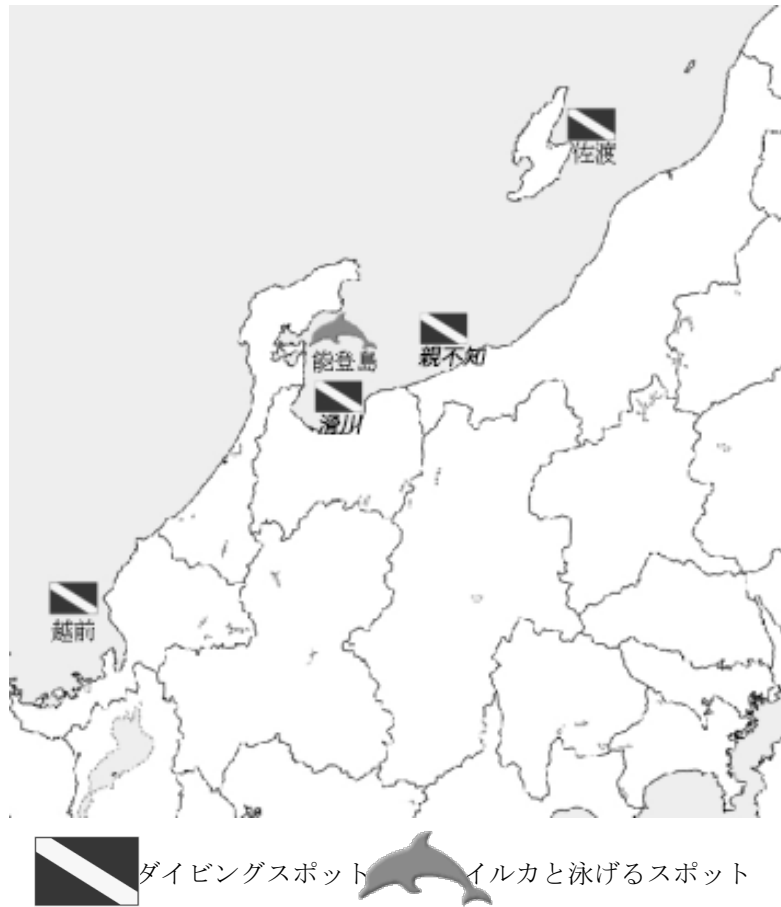 佐渡
親不知
能登島
滑川
越前
ダイビングスポット
イルカと泳げるスポット